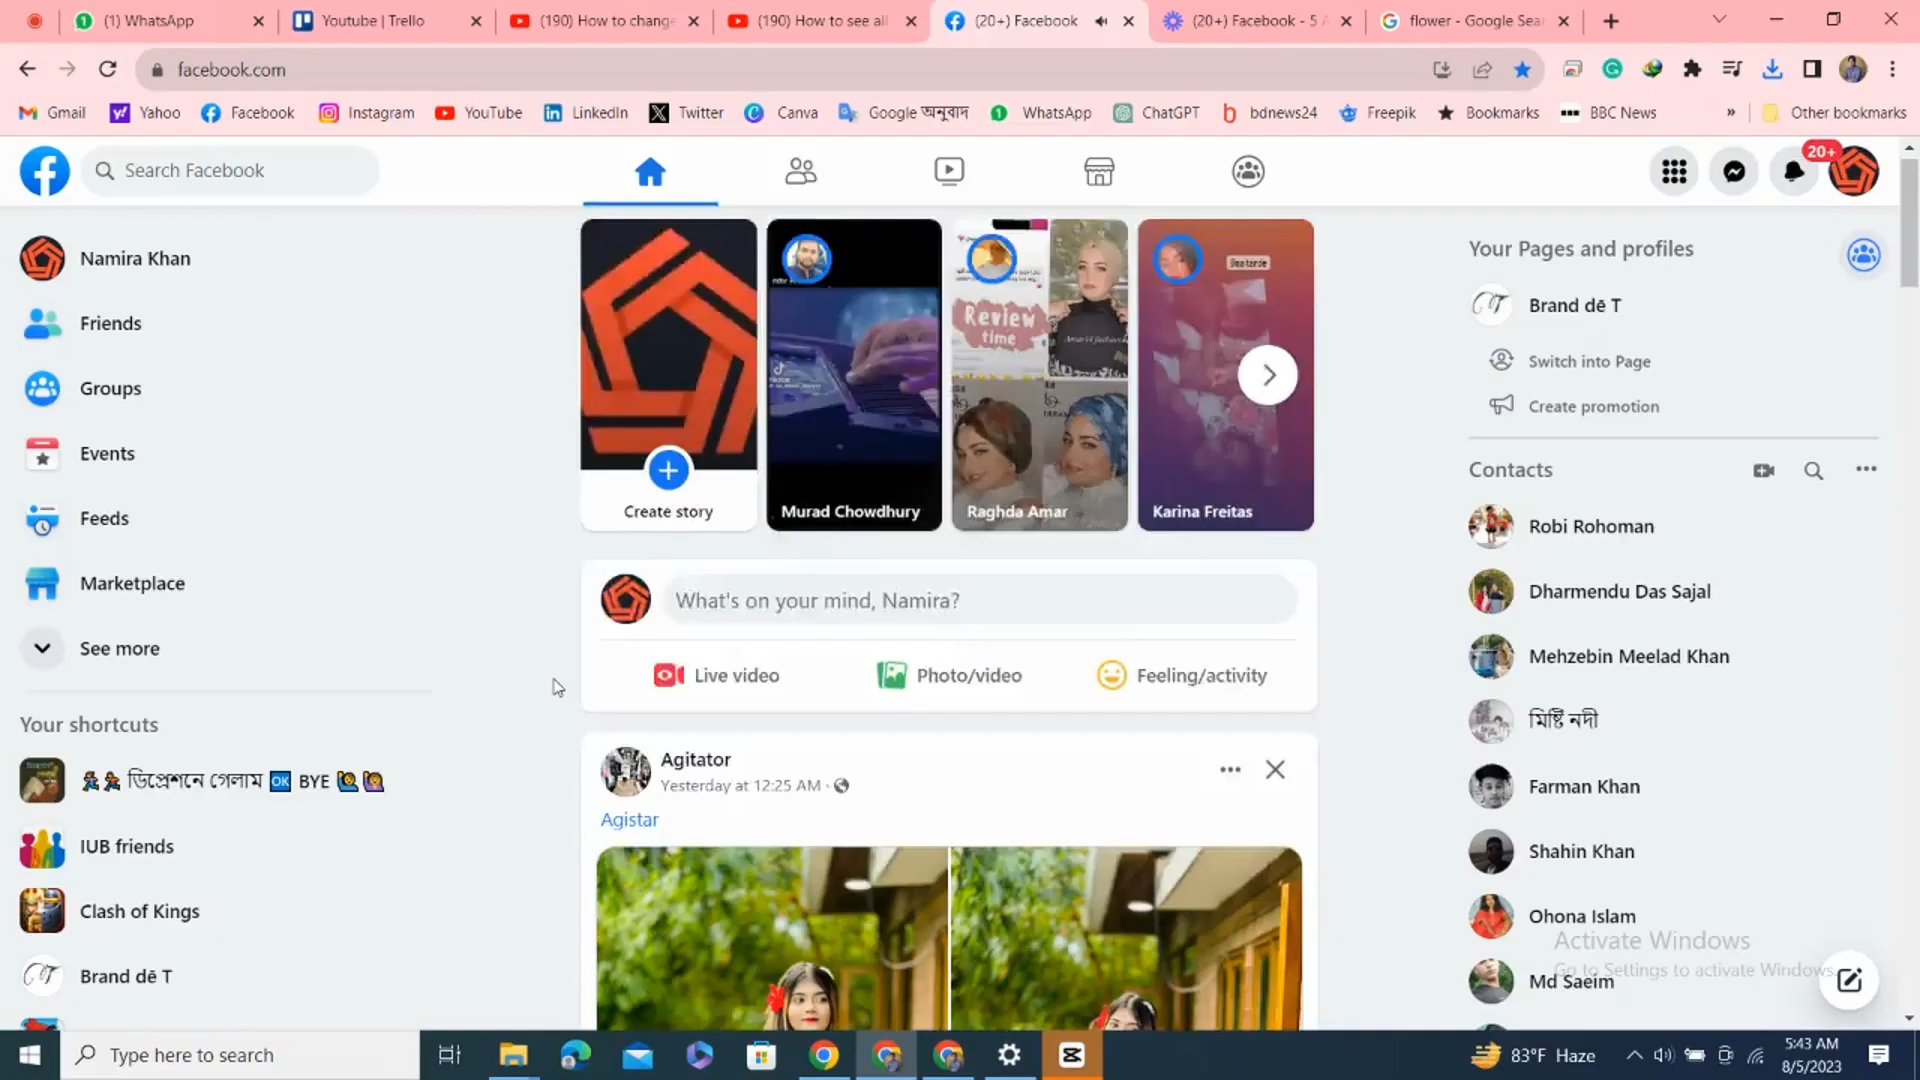 (1) WhatsApp
Youtube | Trello
(190) How to change
(190) How to see all
(20+) Facebook
(20+) Facebook - 5 A
flower - Google Sear
facebook.com
Gmail
Yahoo
Facebook
Instagram
YouTube
LinkedIn
Twitter
Canva
Google অনুবাদ
WhatsApp
ChatGPT
bdnews24
Freepik
Bookmarks
BBC News
»
Other bookmarks
Search Facebook
20+
Namira Khan
Friends
Groups
Events
Feeds
Marketplace
See more
Your shortcuts
ডিপ্রেশনে গেলাম 🆗 BYE
IUB friends
Clash of Kings
Brand dē T
Create story
Murad Chowdhury
Review
time
Raghda Amar
Boa tarde
Karina Freitas
What's on your mind, Namira?
Live video
Photo/video
Feeling/activity
Agitator
Yesterday at 12:25 AM ·
Agistar
Your Pages and profiles
Brand dē T
Switch into Page
Create promotion
Contacts
Robi Rohoman
Dharmendu Das Sajal
Mehzebin Meelad Khan
মিষ্টি নদী
Farman Khan
Shahin Khan
Ohona Islam
Md Saeim
Activate Windows
Go to Settings to activate Windows.
Type here to search
83°F Haze
5:43 AM
8/5/2023